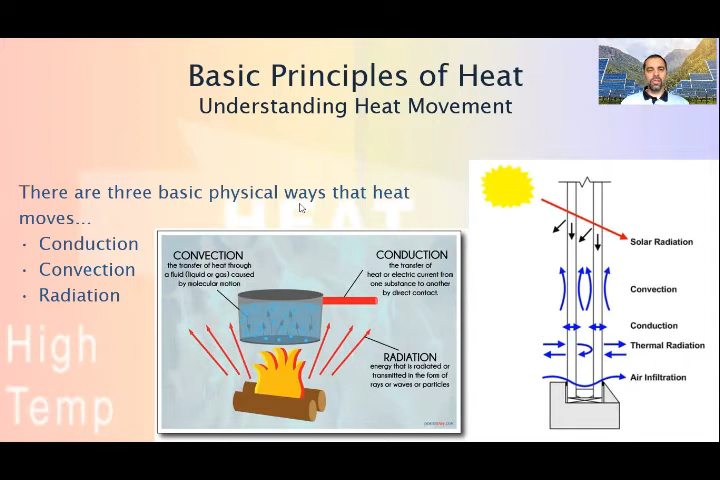 Basic Principles of Heat
Understanding Heat Movement
There are three basic physical ways that heat
moves...
• Conduction
• Convection
• Radiation
HEAT
High
Temp
CONVECTION
the transfer of heat through
a fluid (liquid or gas) caused
by molecular motion
CONDUCTION
the transfer of
heat or electric current from
one substance to another
by direct contact.
RADIATION
energy that is radiated or
transmitted in the form of
rays or waves or particles
Solar Radiation
Convection
Conduction
Thermal Radiation
Air Infiltration